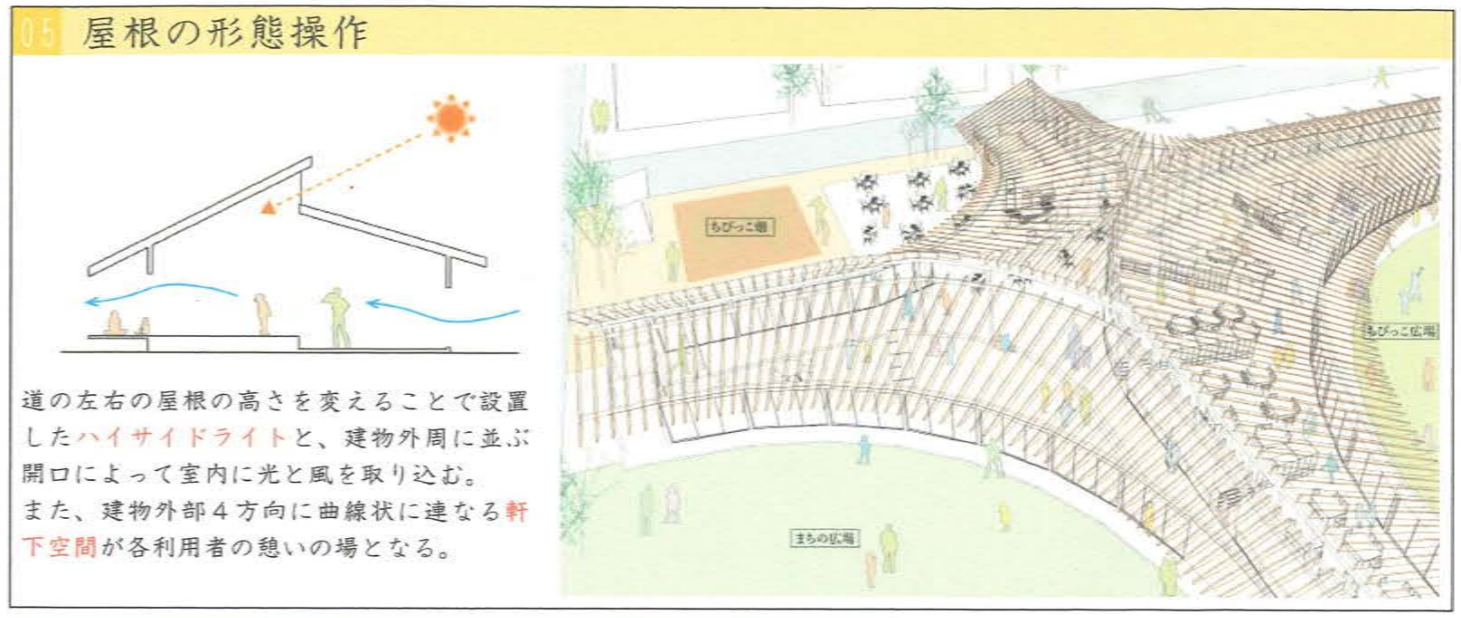 05 屋根の形態操作
道の左右の屋根の高さを変えることで設置
したハイサイドライトと、建物外周に並ぶ
開口によって室内に光と風を取り込む。
また、建物外部4方向に曲線状に連なる軒
下空間が各利用者の憩いの場となる。
ちびっこ畑
ちびっこ広場
まちの広場